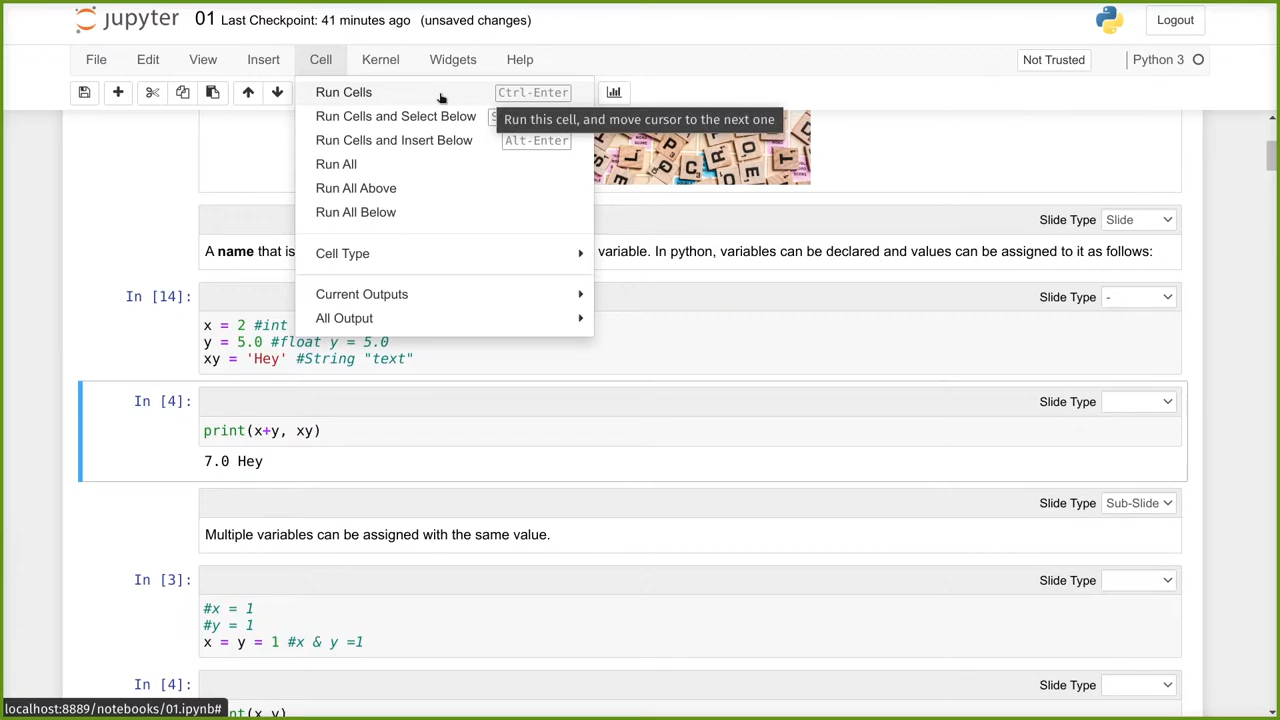 jupyter 01 Last Checkpoint: 41 minutes ago (unsaved changes)
Logout
File Edit View Insert Cell Kernel Widgets Help
Not Trusted
Python 3
Run Cells Ctrl-Enter
Run Cells and Select Below S
Run this cell, and move cursor to the next one
Run Cells and Insert Below Alt-Enter
Run All
Run All Above
Run All Below
Cell Type
Current Outputs
All Output
Slide Type Slide
A name that is variable. In python, variables can be declared and values can be assigned to it as follows:
In [14]: Slide Type -
x = 2 #int
y = 5.0 #float y = 5.0
xy = 'Hey' #String "text"
In [4]: Slide Type
print(x+y, xy)
7.0 Hey
Slide Type Sub-Slide
Multiple variables can be assigned with the same value.
In [3]: Slide Type
#x = 1
#y = 1
x = y = 1 #x & y =1
In [4]: Slide Type
localhost:8889/notebooks/01.ipynb#